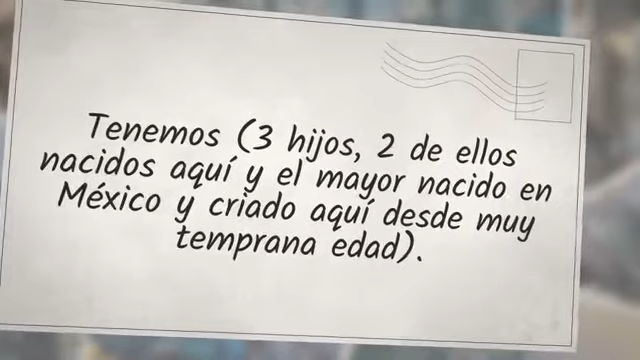 Tenemos (3 hijos, 2 de ellos
nacidos aquí y el mayor nacido en
México y criado aquí desde muy
temprana edad).